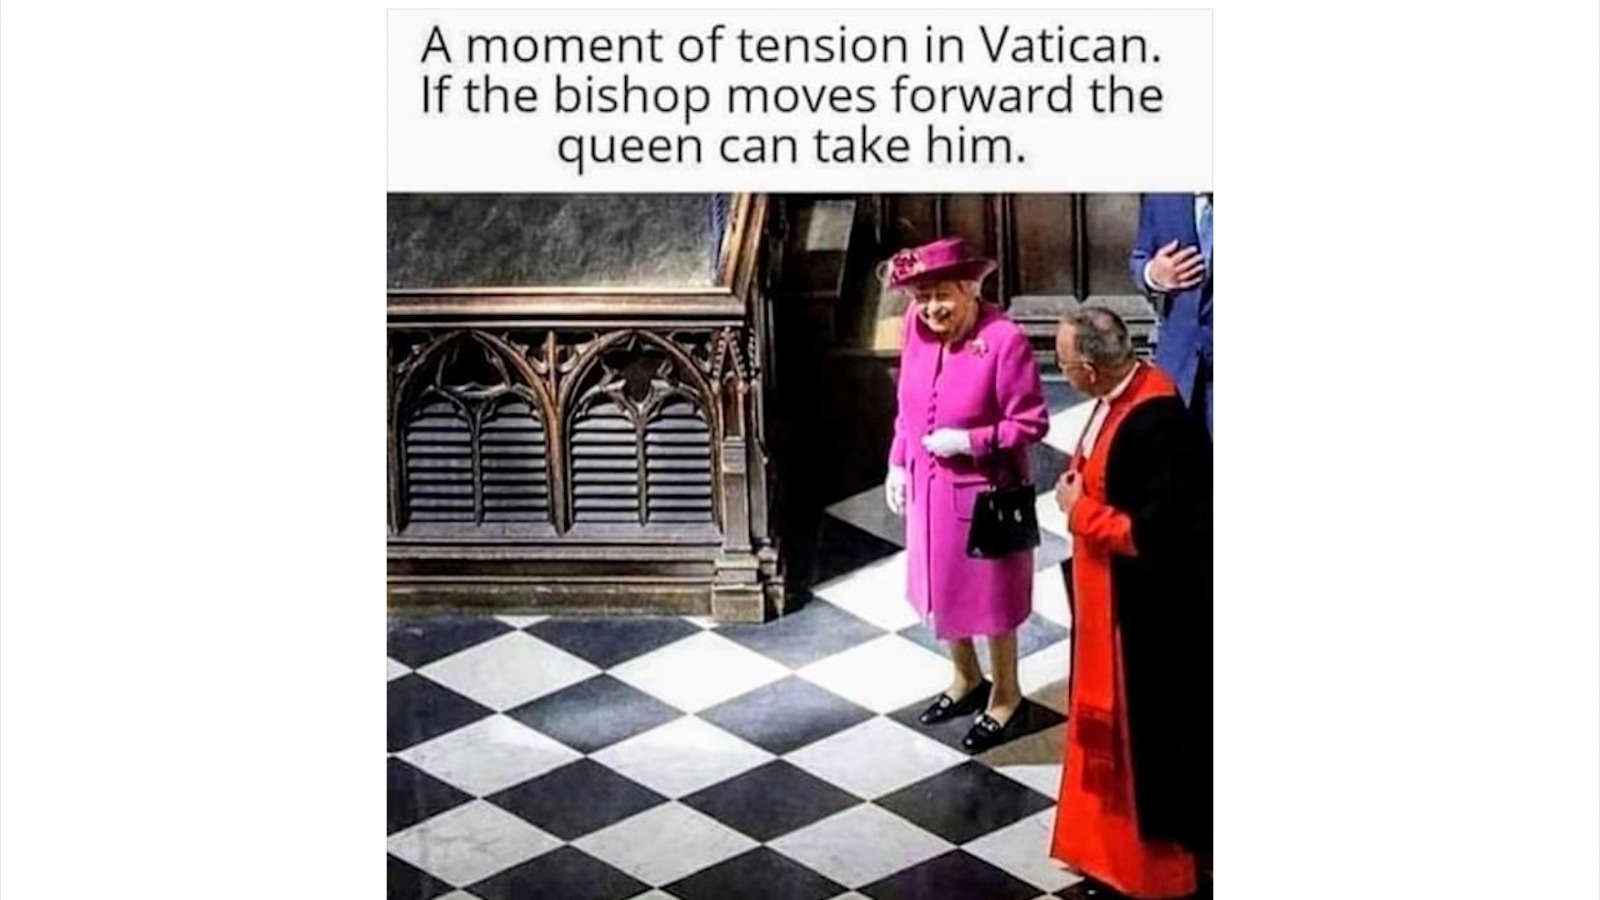 A moment of tension in Vatican.
If the bishop moves forward the
queen can take him.